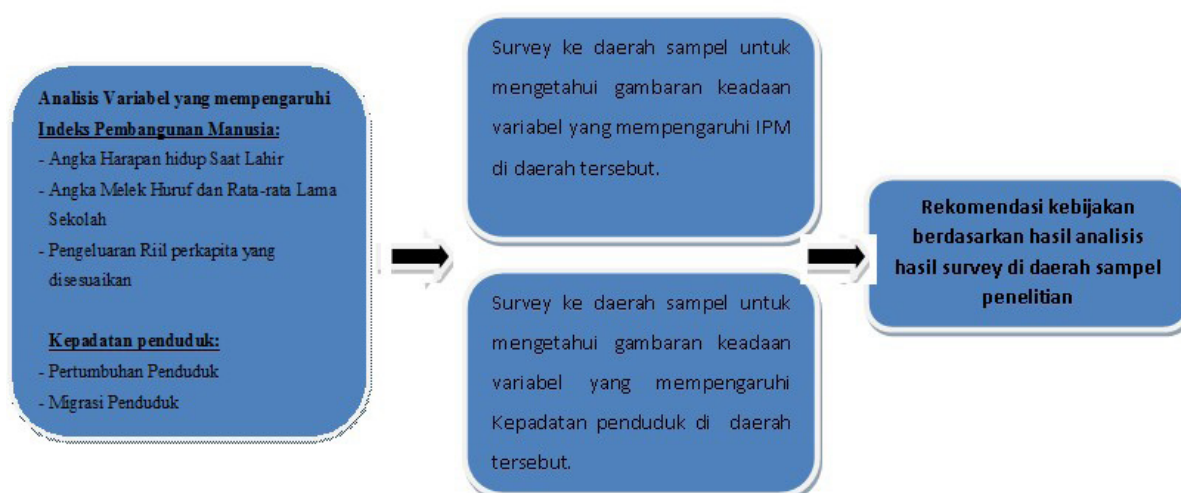 Analisis Variabel yang mempengaruhi
Indeks Pembangunan Manusia:
- Angka Harapan hidup Saat Lahir
- Angka Melek Huruf dan Rata-rata Lama
Sekolah
- Pengeluaran Riil perkapita yang
disesuaikan
Kepadatan penduduk:
- Pertumbuhan Penduduk
- Migrasi Penduduk
Survey ke daerah sampel untuk
mengetahui gambaran keadaan
variabel yang mempengaruhi IPM
di daerah tersebut.
Survey ke daerah sampel untuk
mengetahui gambaran keadaan
variabel yang mempengaruhi
Kepadatan penduduk di daerah
tersebut.
Rekomendasi kebijakan
berdasarkan hasil analisis
hasil survey di daerah sampel
penelitian